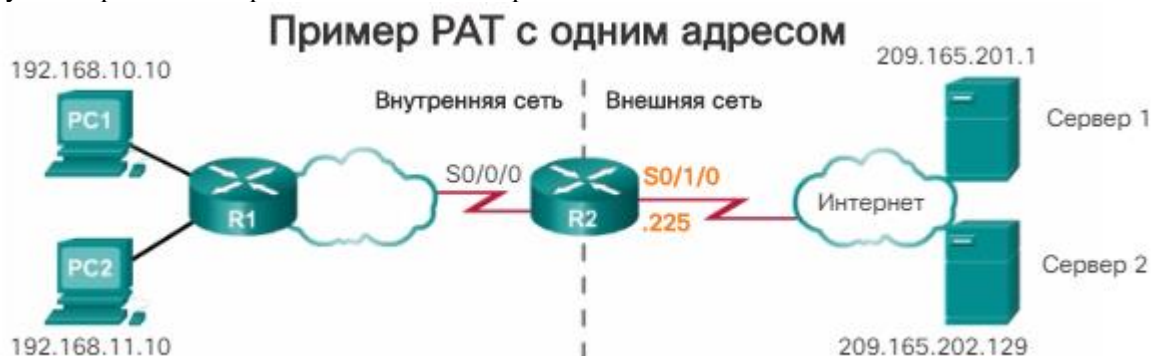 Пример PAT с одним адресом
192.168.10.10
209.165.201.1
Внутренняя сеть
Внешняя сеть
PC1
Сервер 1
S0/0/0
S0/1/0
R1
R2
.225
Интернет
PC2
Сервер 2
192.168.11.10
209.165.202.129